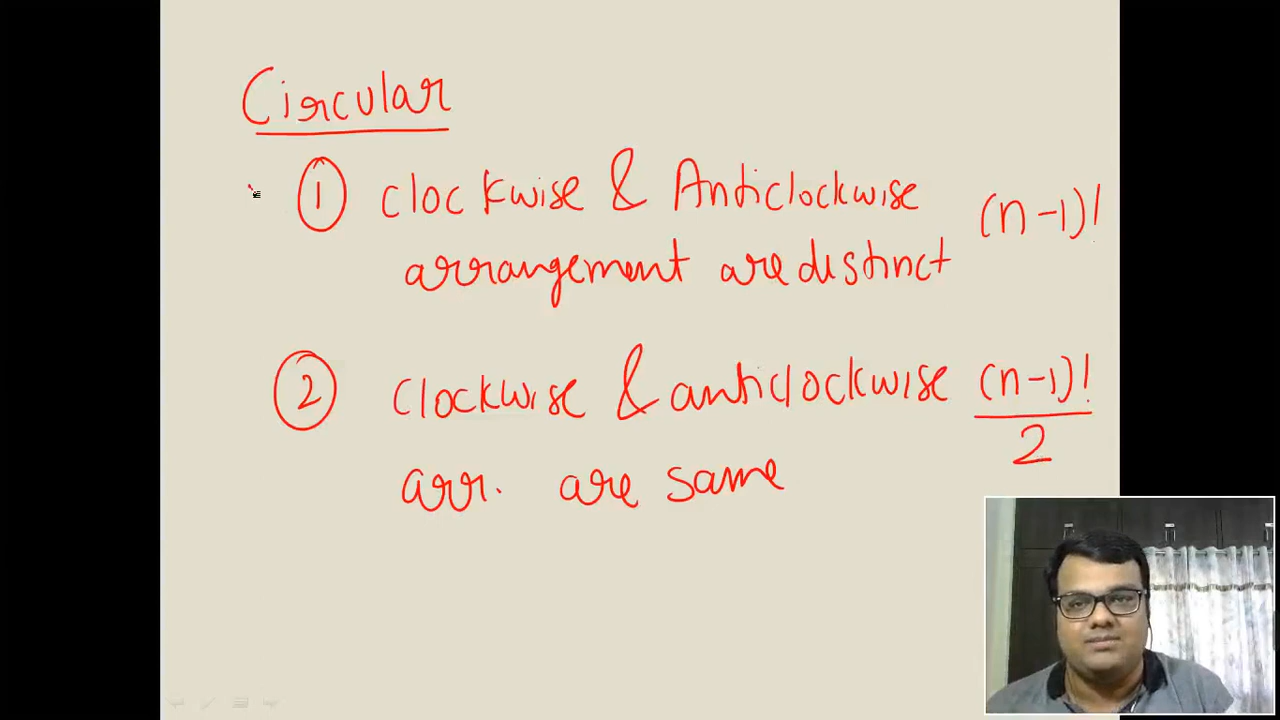 Circular
① clockwise & Anticlockwise (n-1)!
arrangement are distinct
② clockwise & anticlockwise (n-1)!/2
arr. are same